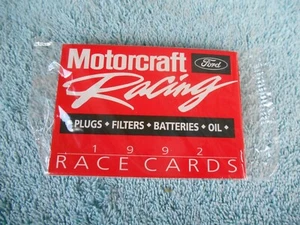 Motorcraft
Ford
Racing
PLUGS • FILTERS • BATTERIES • OIL •
1992
RACE CARDS